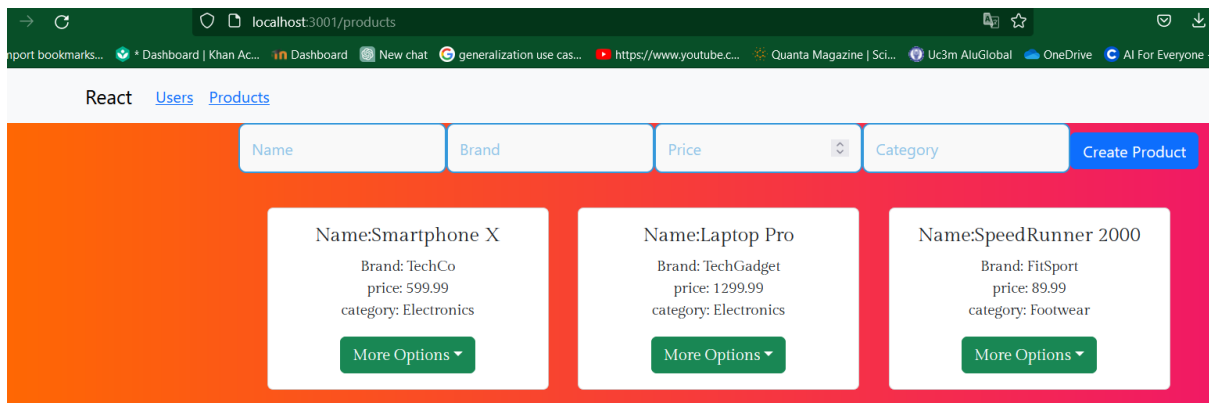 localhost:3001/products
mport bookmarks... * Dashboard | Khan Ac... Dashboard New chat generalization use cas... https://www.youtube.c... Quanta Magazine | Sci... Uc3m AluGlobal OneDrive AI For Everyone -
React Users Products
Name Brand Price Category Create Product
Name:Smartphone X Name:Laptop Pro Name:SpeedRunner 2000
Brand: TechCo Brand: TechGadget Brand: FitSport
price: 599.99 price: 1299.99 price: 89.99
category: Electronics category: Electronics category: Footwear
More Options More Options More Options